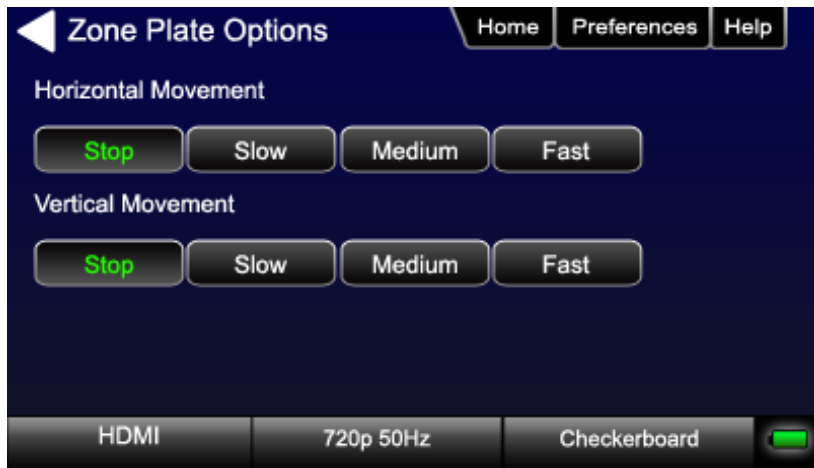 Zone Plate Options Home Preferences Help
Horizontal Movement
Stop Slow Medium Fast
Vertical Movement
Stop Slow Medium Fast
HDMI 720p 50Hz Checkerboard